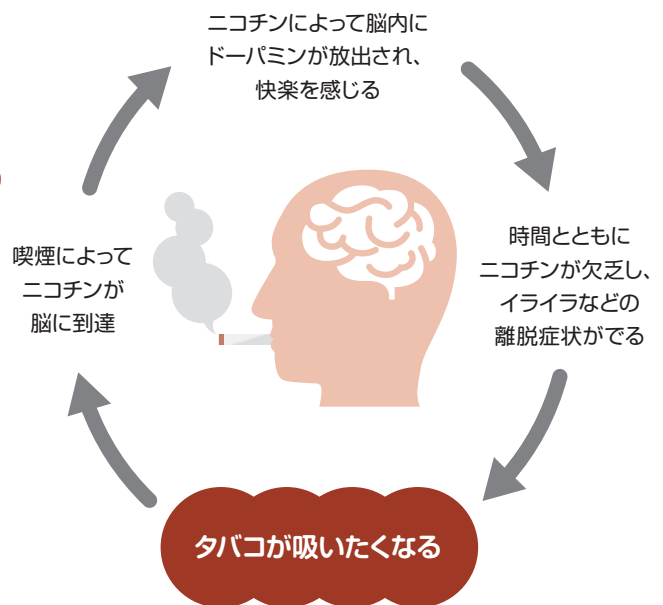 ニコチンによって脳内に
ドーパミンが放出され、
快楽を感じる
時間とともに
ニコチンが欠乏し、
イライラなどの
離脱症状がでる
タバコが吸いたくなる
喫煙によって
ニコチンが
脳に到達